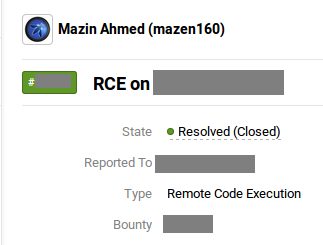 Mazin Ahmed (mazen160)
#
RCE on
State Resolved (Closed)
Reported To
Type Remote Code Execution
Bounty